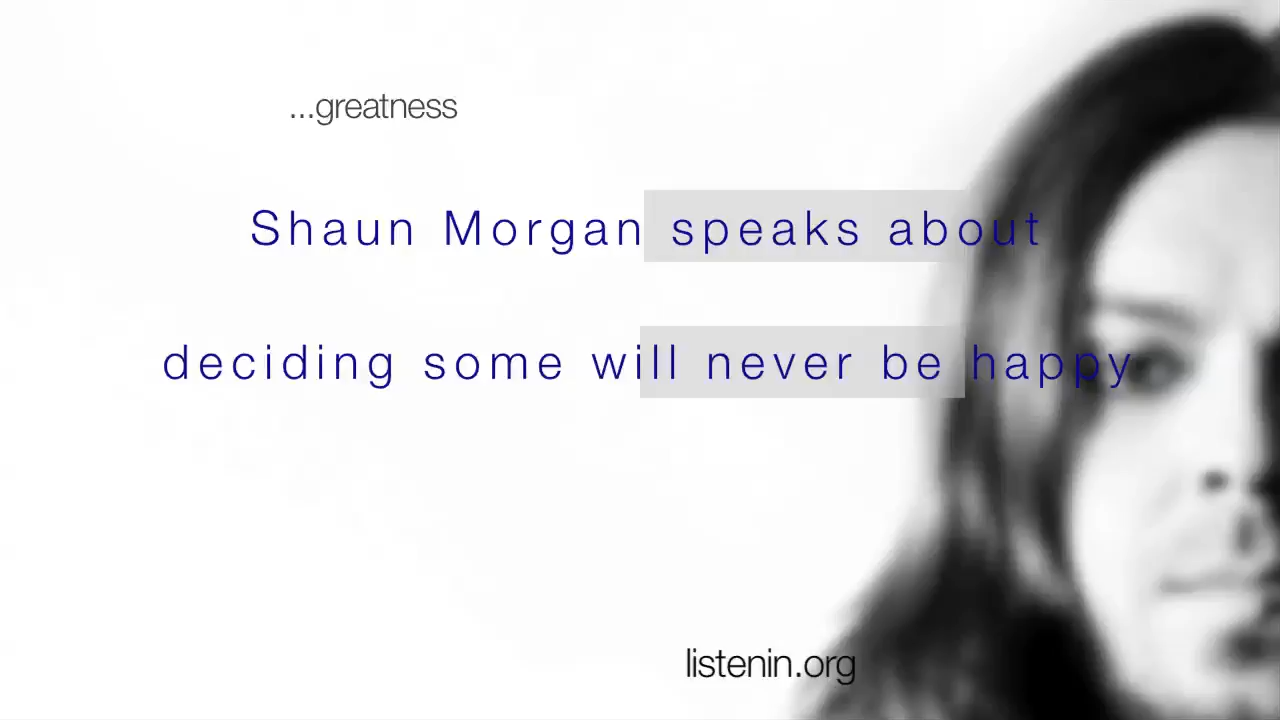 ...greatness
Shaun Morgan speaks about
deciding some will never be happy
listenin.org